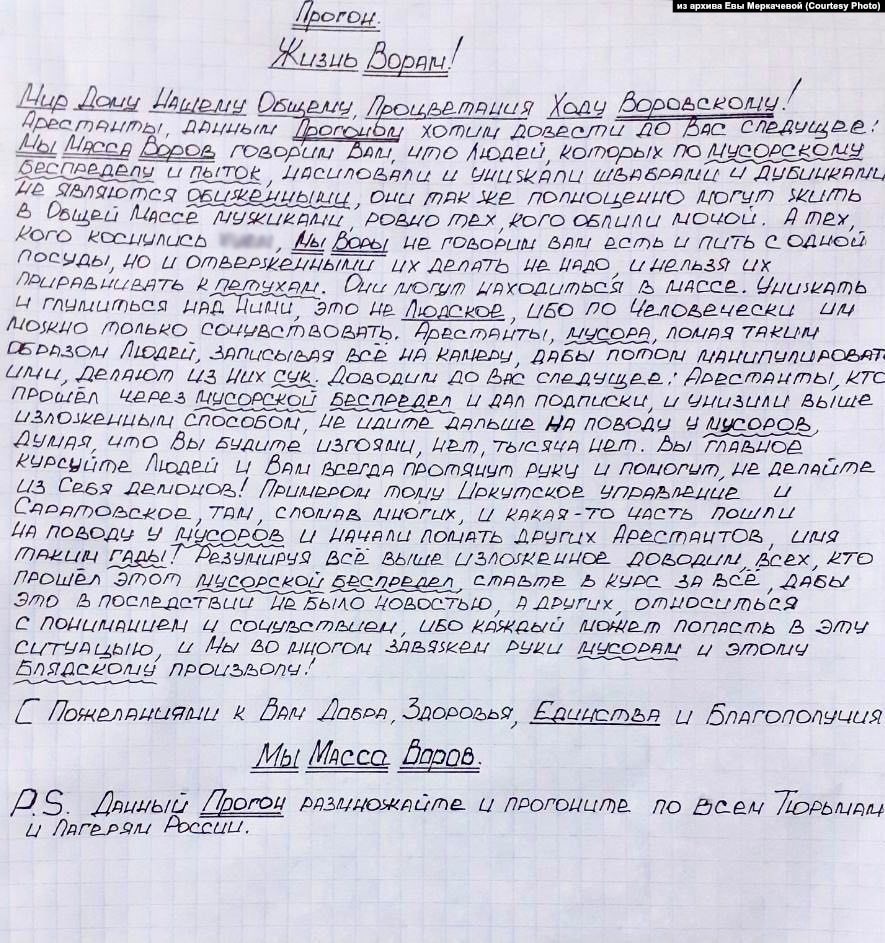 из архива Евы Меркачевой (Courtesy Photo)
Прогон.
Жизнь Ворам!
Мир Дому Нашему Общему, Процветания Ходу Воровскому!
Арестанты, данным Прогоном хотим довести до Вас следущее:
Мы Масса Воров говорим Вам, что Людей, которых по мусорскому
беспределу и пыток, насиловали и унижали швабрами и дубинками
не являются обиженными, они так же полноценно могут жить
в Общей Массе мужиками, ровно тех, кого облили мочой. А тех,
кого коснулись, Мы Воры не говорим вам есть и пить с одной
посуды, но и отверженными их делать не надо, и нельзя их
приравнивать к петухам. Они могут находиться в массе. Унижать
и глумиться над Ними, это не Людское, ибо по Человечески им
можно только сочувствовать. Арестанты, мусора, ломая таким
образом Людей, записывая всё на камеру, дабы потом манипулироват
ими, делают из них сук. Доводим до Вас следущее: Арестанты, кто
прошёл через мусорской беспредел и дал подписки, и унизили выше
изложенным способом, не идите дальше на поводу у мусоров,
думая, что Вы будите изгоями, нет, тысяча нет. Вы главное
курсуйте Людей и Вам всегда протянут руку и помогут, не делайте
из Себя демонов! Примером тому Иркутское управление и
Саратовское, там, сломав многих, и какая-то часть пошли
на поводу у мусоров и начали ломать других Арестантов, имя
таким гады! Резумируя всё выше изложенное доводим, всех, кто
прошёл этот мусорской беспредел, ставте в курс за всё, дабы
это в последствии не было новостью, а других, относиться
с пониманием и сочувствием, ибо каждый может попасть в эту
ситуацыю, и Мы во многом завяжем руки мусорам и этому
блядскому произволу!
С Пожеланиями к Вам Добра, Здоровья, Единства и Благополучия
Мы Масса Воров.
P.S. Данный Прогон размножайте и прогоните по всем Тюрьмам
и Лагерям России.